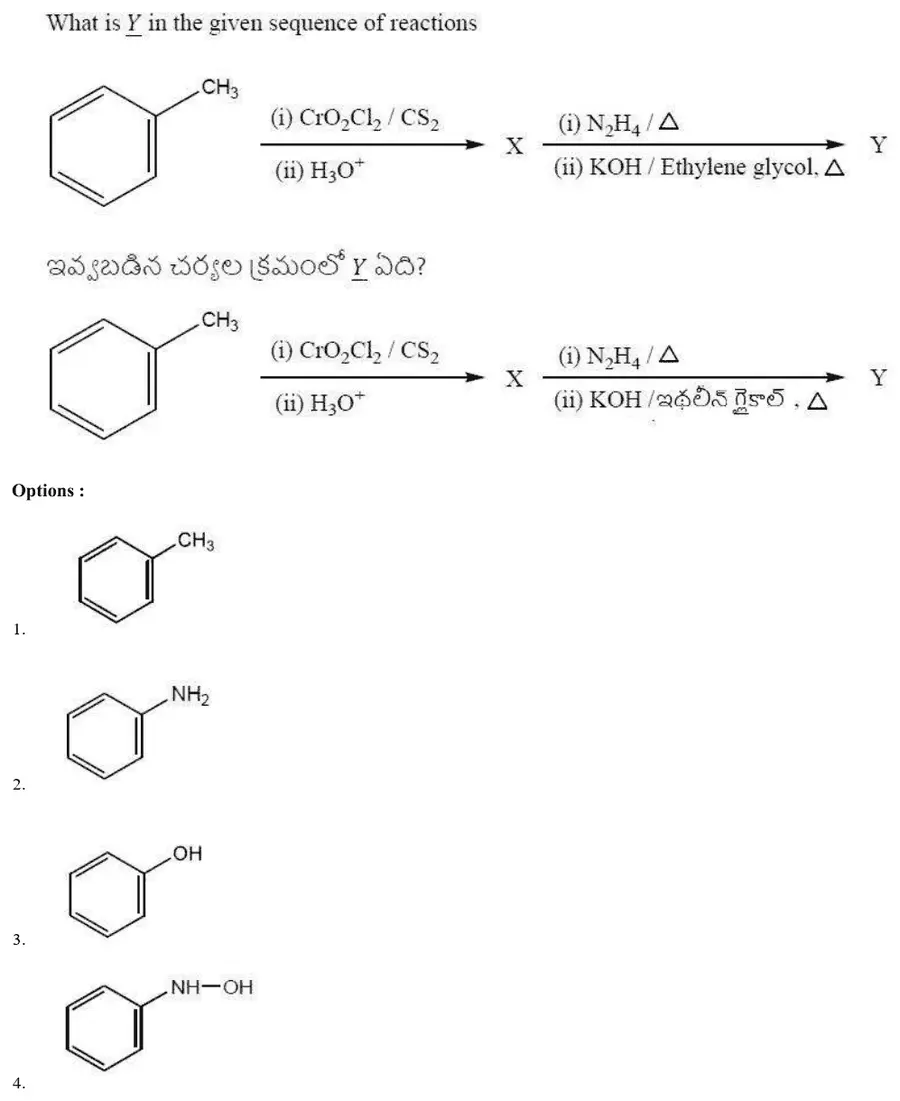 What is Y in the given sequence of reactions
CH₃
(i) CrO₂Cl₂ / CS₂
(ii) H₃O⁺
X
(i) N₂H₄ / △
(ii) KOH / Ethylene glycol, △
Y
ఇవ్వబడిన చర్యల క్రమంలో Y ఏది?
CH₃
(i) CrO₂Cl₂ / CS₂
(ii) H₃O⁺
X
(i) N₂H₄ / △
(ii) KOH /ఇథలీన్ గ్లైకాల్ , △
Y
Options :
CH₃
1.
NH₂
2.
OH
3.
NH—OH
4.